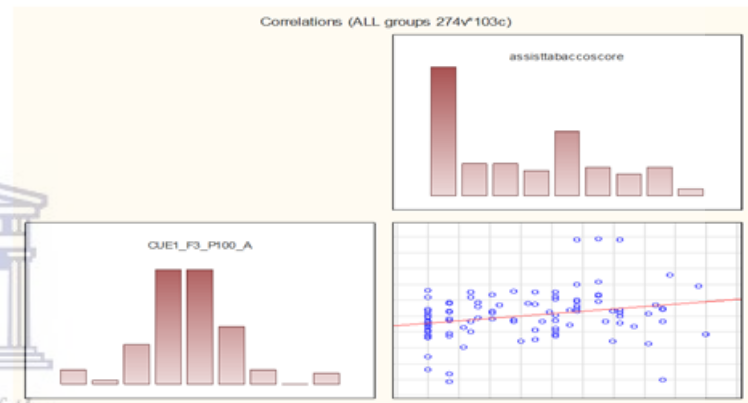 Correlations (ALL groups 274v*103c)
assisttabaccoscore
CUE1_F3_P100_A